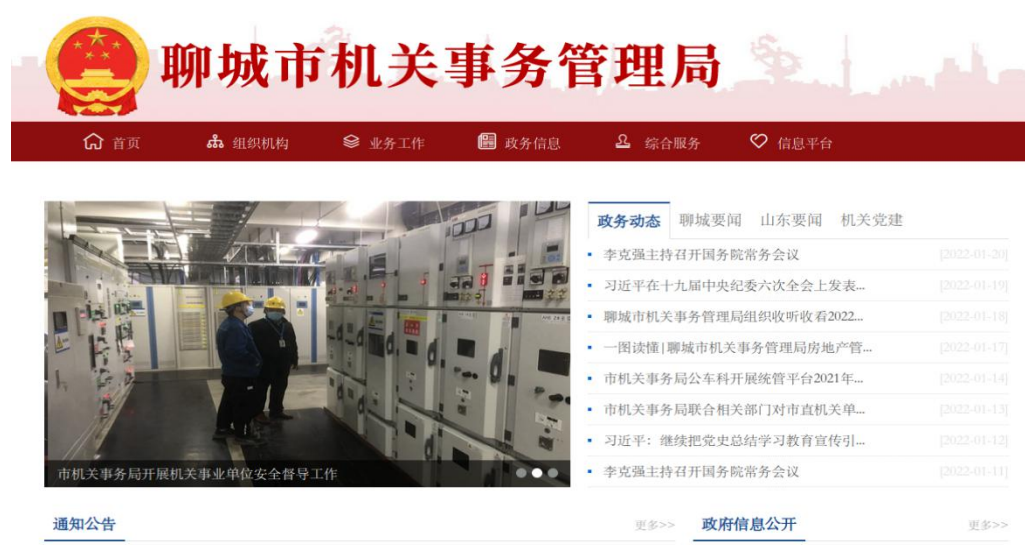 聊城市机关事务管理局
首页 组织机构 业务工作 政务信息 综合服务 信息平台
政务动态 聊城要闻 山东要闻 机关党建
李克强主持召开国务院常务会议 [2022-01-20]
习近平在十九届中央纪委六次全会上发表... [2022-01-19]
聊城市机关事务管理局组织收听收看2022... [2022-01-18]
一图读懂|聊城市机关事务管理局房地产管... [2022-01-17]
市机关事务局公车科开展统管平台2021年... [2022-01-14]
市机关事务局联合相关部门对市直机关单... [2022-01-13]
习近平：继续把党史总结学习教育宣传引... [2022-01-12]
李克强主持召开国务院常务会议 [2022-01-11]
市机关事务局开展机关事业单位安全督导工作
通知公告 更多>> 政府信息公开 更多>>